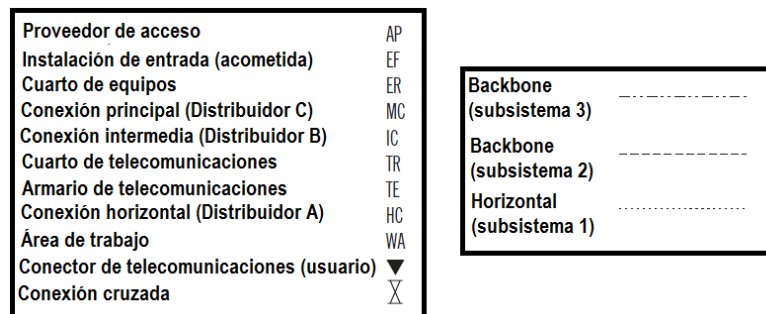 Proveedor de acceso AP
Instalación de entrada (acometida) EF
Cuarto de equipos ER
Conexión principal (Distribuidor C) MC
Conexión intermedia (Distribuidor B) IC
Cuarto de telecomunicaciones TR
Armario de telecomunicaciones TE
Conexión horizontal (Distribuidor A) HC
Área de trabajo WA
Conector de telecomunicaciones (usuario)
Conexión cruzada
Backbone
(subsistema 3)
Backbone
(subsistema 2)
Horizontal
(subsistema 1)